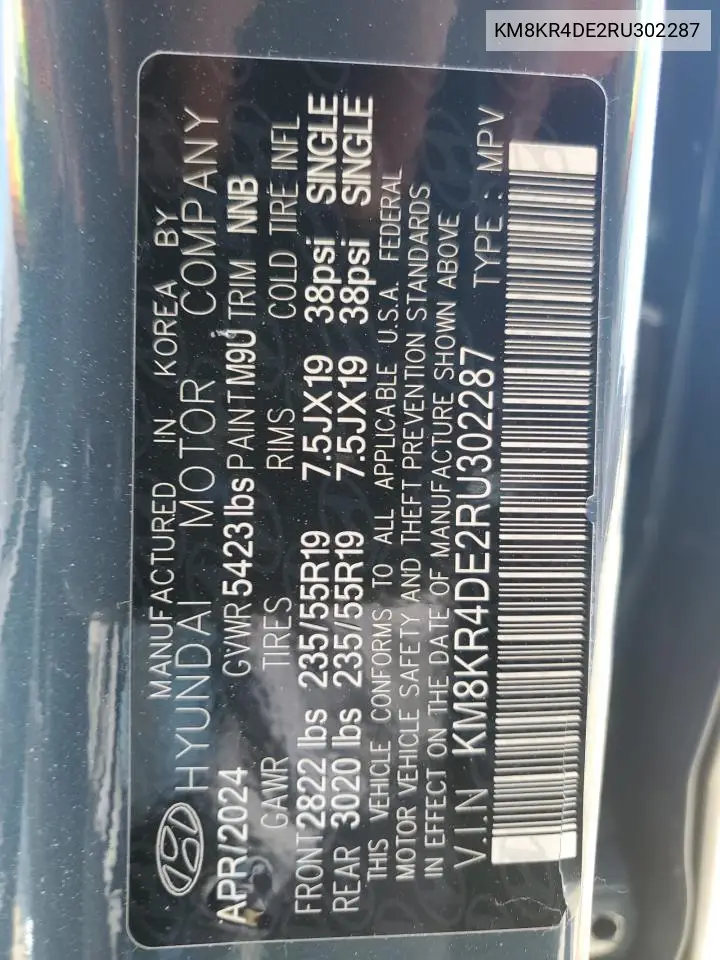 KM8KR4DE2RU302287
MANUFACTURED IN KOREA BY
HYUNDAI MOTOR COMPANY
APR/2024 GVWR 5423 lbs PAINT M9U TRIM NNB
GAWR TIRES RIMS COLD TIRE INFL
FRONT 2822 lbs 235/55R19 7.5JX19 38psi SINGLE
REAR 3020 lbs 235/55R19 7.5JX19 38psi SINGLE
THIS VEHICLE CONFORMS TO ALL APPLICABLE U.S.A. FEDERAL
MOTOR VEHICLE SAFETY AND THEFT PREVENTION STANDARDS
IN EFFECT ON THE DATE OF MANUFACTURE SHOWN ABOVE
V.I.N KM8KR4DE2RU302287 TYPE : MPV